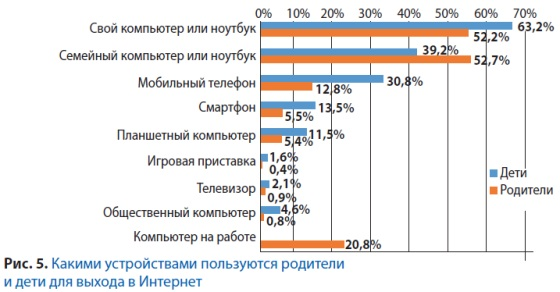 0% 10% 20% 30% 40% 50% 60% 70%
Свой компьютер или ноутбук 63,2%
52,2%
Семейный компьютер или ноутбук 39,2%
52,7%
Мобильный телефон 30,8%
12,8%
Смартфон 13,5%
5,5%
Планшетный компьютер 11,5%
5,4%
Игровая приставка 1,6%
0,4%
Телевизор 2,1%
0,9%
Общественный компьютер 4,6%
0,8%
Компьютер на работе
20,8%
Дети
Родители
Рис. 5. Какими устройствами пользуются родители
и дети для выхода в Интернет